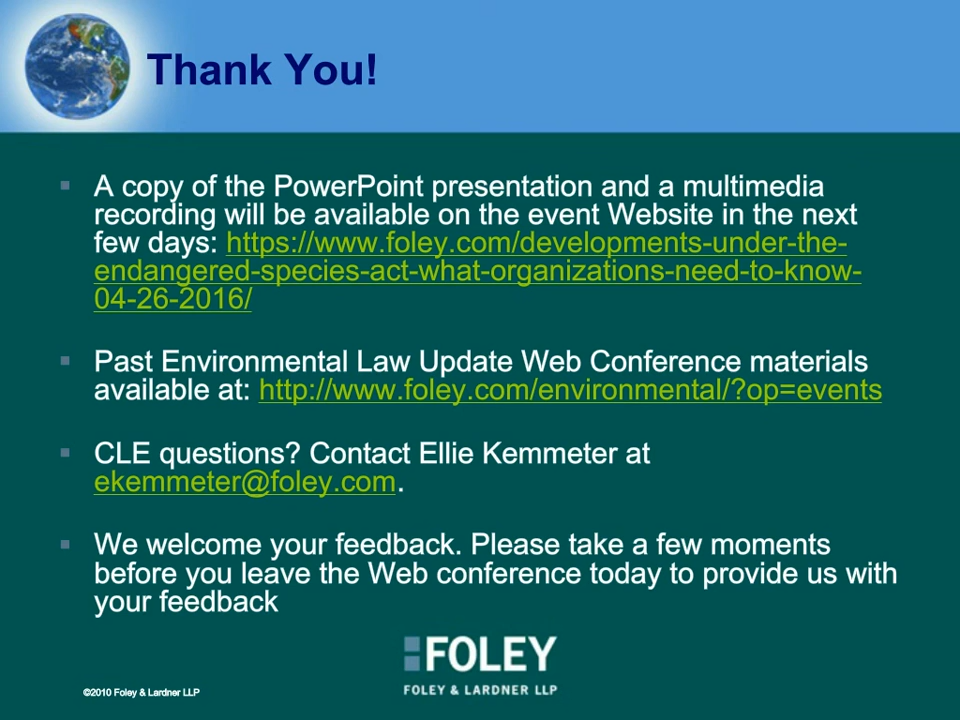 Thank You!
A copy of the PowerPoint presentation and a multimedia
recording will be available on the event Website in the next
few days: https://www.foley.com/developments-under-the-
endangered-species-act-what-organizations-need-to-know-
04-26-2016/
Past Environmental Law Update Web Conference materials
available at: http://www.foley.com/environmental/?op=events
CLE questions? Contact Ellie Kemmeter at
ekemmeter@foley.com.
We welcome your feedback. Please take a few moments
before you leave the Web conference today to provide us with
your feedback
FOLEY
FOLEY & LARDNER LLP
©2010 Foley & Lardner LLP